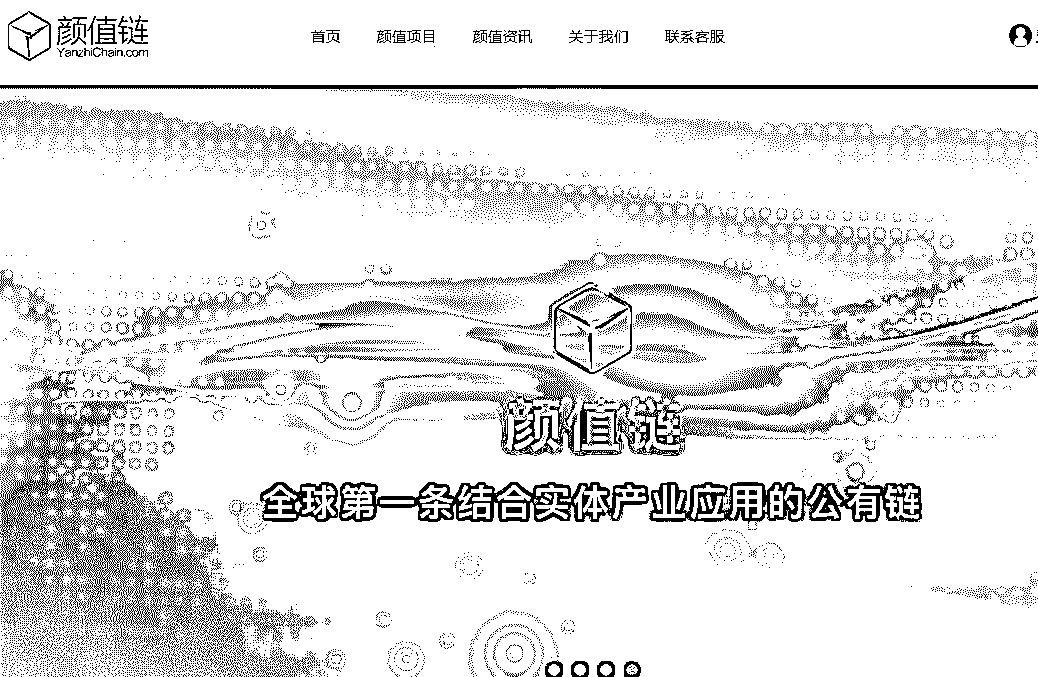 颜值链
YanzhiChain.com
首页 颜值项目 颜值资讯 关于我们 联系客服
颜值链
全球第一条结合实体产业应用的公有链